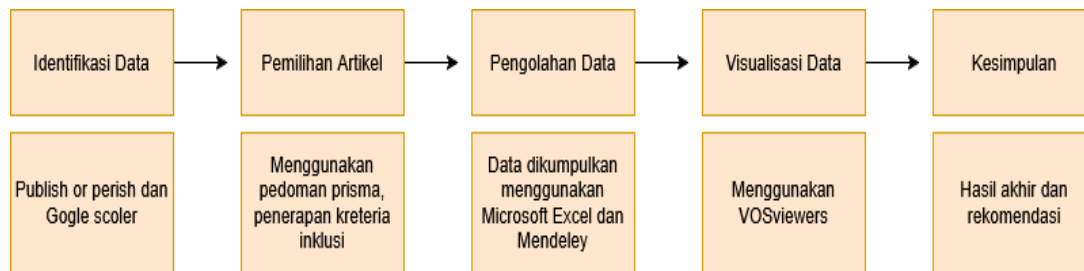 Identifikasi Data
Pemilihan Artikel
Pengolahan Data
Visualisasi Data
Kesimpulan
Publish or perish dan
Gogle scoler
Menggunakan
pedoman prisma,
penerapan kreteria
inklusi
Data dikumpulkan
menggunakan
Microsoft Excel dan
Mendeley
Menggunakan
VOSviewers
Hasil akhir dan
rekomendasi